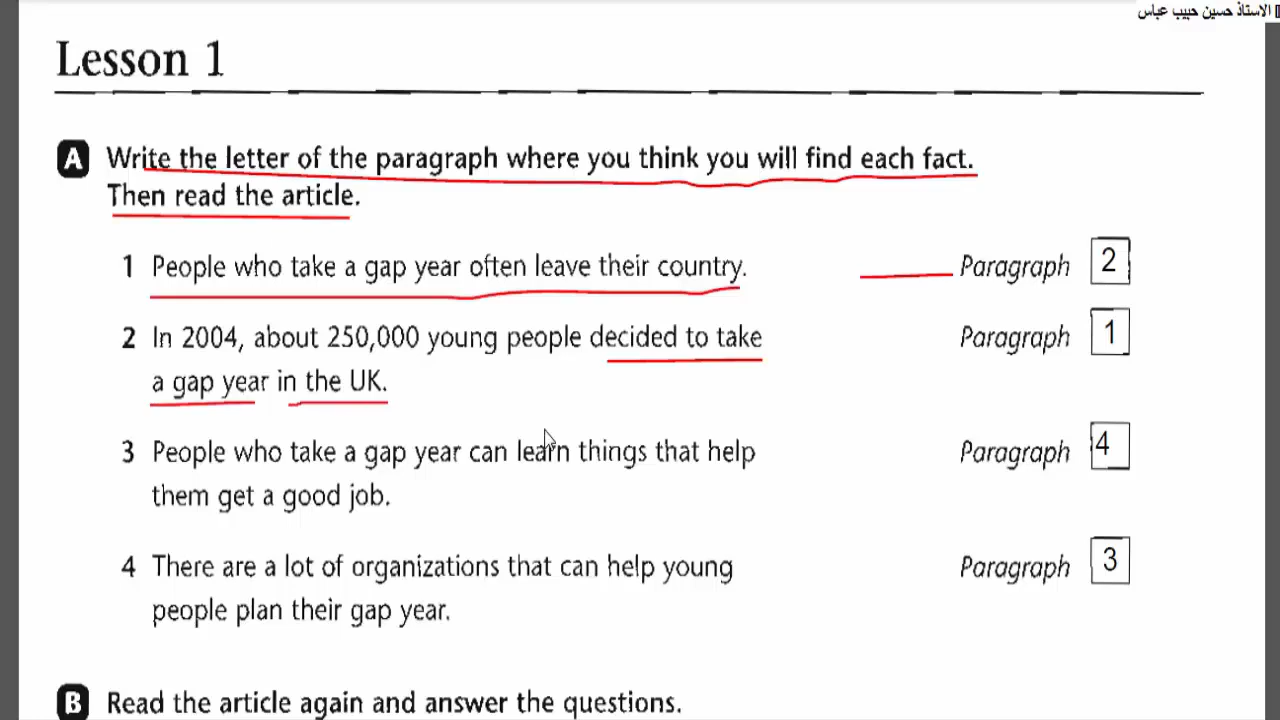 الاستاذ حسين حبيب عباس
Lesson 1
A Write the letter of the paragraph where you think you will find each fact.
Then read the article.
1 People who take a gap year often leave their country. Paragraph 2
2 In 2004, about 250,000 young people decided to take Paragraph 1
a gap year in the UK.
3 People who take a gap year can learn things that help Paragraph 4
them get a good job.
4 There are a lot of organizations that can help young Paragraph 3
people plan their gap year.
B Read the article again and answer the questions.